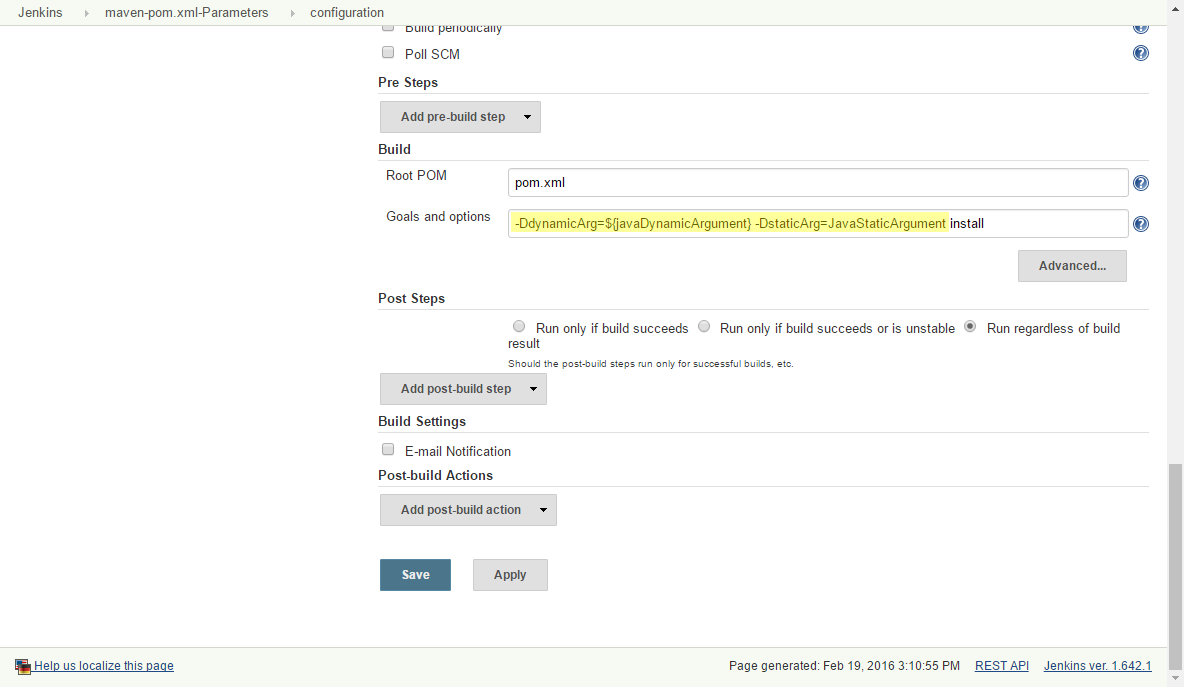 Jenkins maven-pom.xml-Parameters configuration
Build periodically
Poll SCM
Pre Steps
Add pre-build step
Build
Root POM pom.xml
Goals and options -DdynamicArg=${javaDynamicArgument} -DstaticArg=JavaStaticArgument install
Advanced...
Post Steps
Run only if build succeeds Run only if build succeeds or is unstable Run regardless of build
result
Should the post-build steps run only for successful builds, etc.
Add post-build step
Build Settings
E-mail Notification
Post-build Actions
Add post-build action
Save Apply
Help us localize this page Page generated: Feb 19, 2016 3:10:55 PM REST API Jenkins ver. 1.642.1